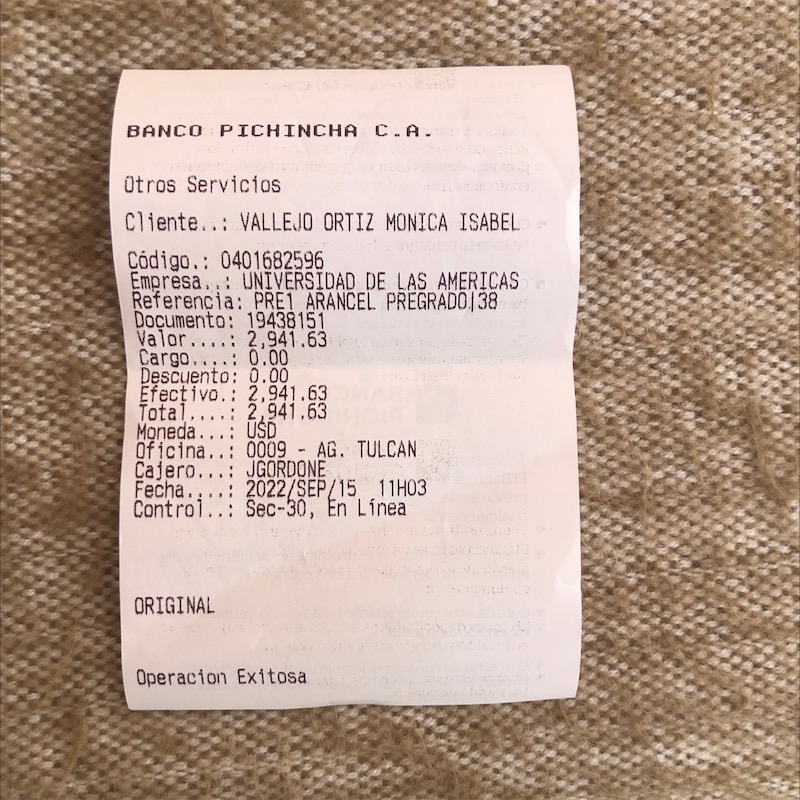 BANCO PICHINCHA C.A.
Otros Servicios
Cliente..: VALLEJO ORTIZ MONICA ISABEL
Código.: 0401682596
Empresa..: UNIVERSIDAD DE LAS AMERICAS
Referencia: PRE1 ARANCEL PREGRADO|38
Documento: 19438151
Valor....: 2,941.63
Cargo....: 0.00
Descuento: 0.00
Efectivo.: 2,941.63
Total....: 2,941.63
Moneda...: USD
Oficina..: 0009 - AG. TULCAN
Cajero...: JGORDONE
Fecha....: 2022/SEP/15 11H03
Control..: Sec-30, En Línea
ORIGINAL
Operacion Exitosa